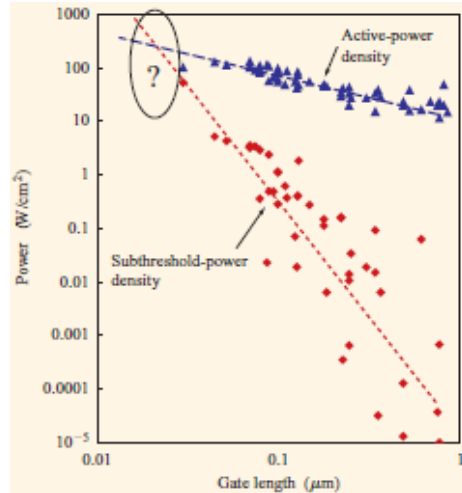 1000
100
10
1
0.1
0.01
0.001
0.0001
10⁻⁵
Power (W/cm²)
?
Active-power
density
Subthreshold-power
density
0.01
0.1
1
Gate length (μm)